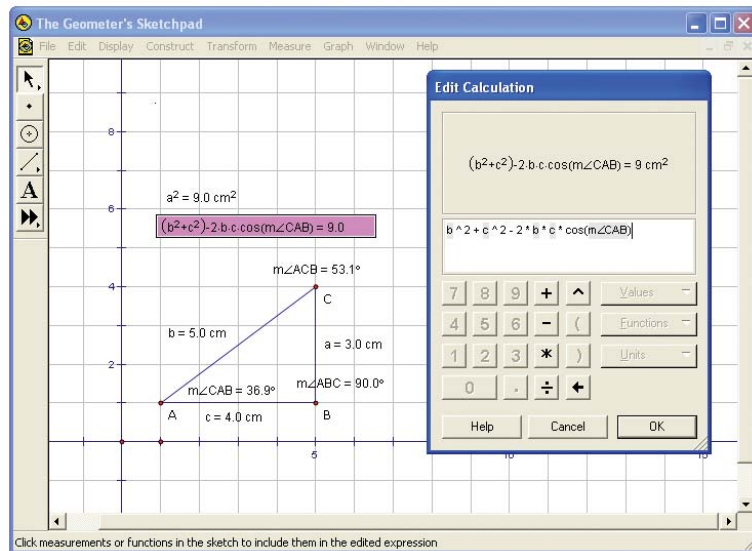 The Geometer's Sketchpad
File Edit Display Construct Transform Measure Graph Window Help
Edit Calculation
(b²+c²)-2·b·c·cos(m∠CAB) = 9 cm²
b ^ 2 + c ^ 2 - 2 * b * c * cos(m∠CAB)
7 8 9 + ^ Values
4 5 6 - ( Functions
1 2 3 * ) Units
0 . ÷
Help Cancel OK
A
8
6
4
2
5
10
15
a² = 9.0 cm²
(b²+c²)-2·b·c·cos(m∠CAB) = 9.0
m∠ACB = 53.1°
C
b = 5.0 cm
a = 3.0 cm
m∠CAB = 36.9°
m∠ABC = 90.0°
A
c = 4.0 cm
B
Click measurements or functions in the sketch to include them in the edited expression